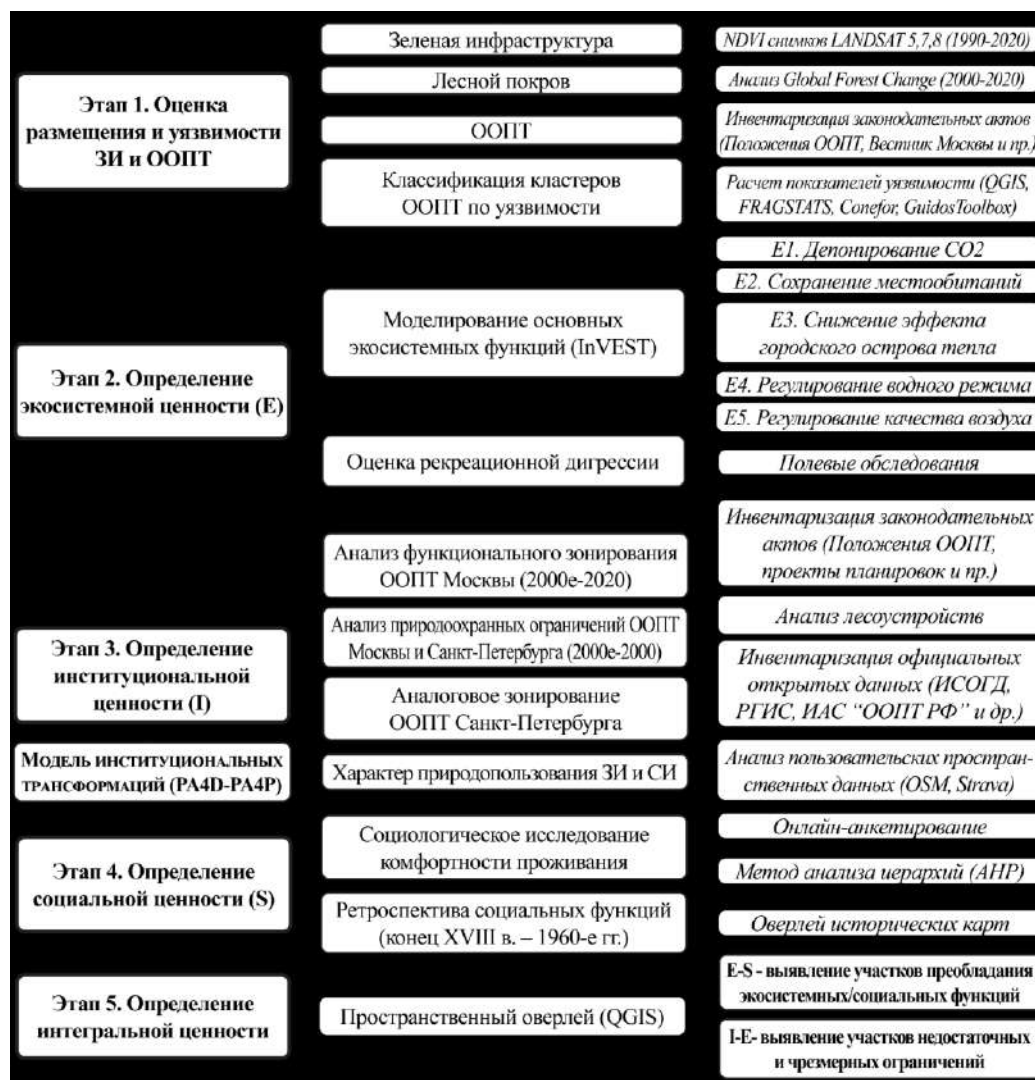 Этап 1. Оценка
размещения и уязвимости
ЗИ и ООПТ
Зеленая инфраструктура
NDVI снимков LANDSAT 5,7,8 (1990-2020)
Лесной покров
Анализ Global Forest Change (2000-2020)
ООПТ
Инвентаризация законодательных актов
(Положения ООПТ, Вестник Москвы и пр.)
Классификация кластеров
ООПТ по уязвимости
Расчет показателей уязвимости (QGIS,
FRAGSTATS, Conefor, GuidosToolbox)
Этап 2. Определение
экосистемной ценности (E)
Моделирование основных
экосистемных функций (InVEST)
E1. Депонирование CO2
E2. Сохранение местообитаний
E3. Снижение эффекта
городского острова тепла
E4. Регулирование водного режима
E5. Регулирование качества воздуха
Оценка рекреационной дигрессии
Полевые обследования
Этап 3. Определение
институциональной
ценности (I)
Анализ функционального зонирования
ООПТ Москвы (2000е-2020)
Инвентаризация законодательных
актов (Положения ООПТ,
проекты планировок и пр.)
Анализ природоохранных ограничений ООПТ
Москвы и Санкт-Петербурга (2000е-2000)
Анализ лесоустройств
Аналоговое зонирование
ООПТ Санкт-Петербурга
Инвентаризация официальных
открытых данных (ИСОГД,
РГИС, ИАС “ООПТ РФ” и др.)
Модель институциональных
трансформаций (PA4D-PA4P)
Характер природопользования ЗИ и СИ
Анализ пользовательских простран-
ственных данных (OSM, Strava)
Этап 4. Определение
социальной ценности (S)
Социологическое исследование
комфортности проживания
Онлайн-анкетирование
Метод анализа иерархий (AHP)
Ретроспектива социальных функций
(конец XVIII в. – 1960-е гг.)
Оверлей исторических карт
Этап 5. Определение
интегральной ценности
Пространственный оверлей (QGIS)
E-S - выявление участков преобладания
экосистемных/социальных функций
I-E- выявление участков недостаточных
и чрезмерных ограничений